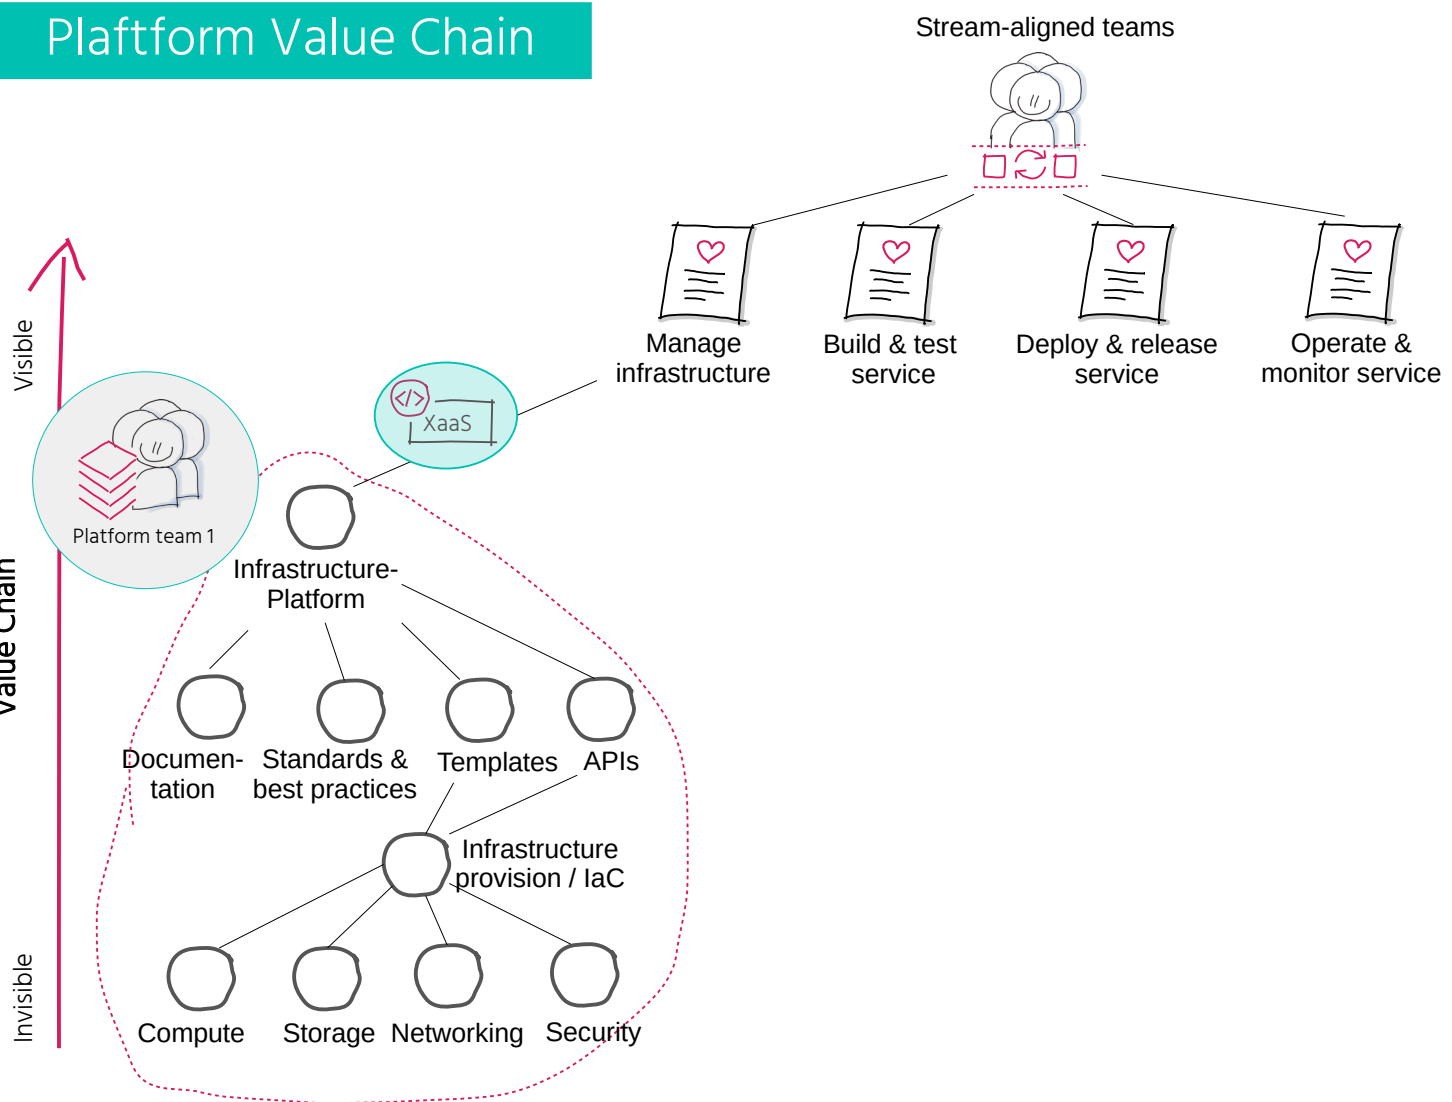 Plaftform Value Chain
Stream-aligned teams
Manage
infrastructure
Build & test
service
Deploy & release
service
Operate &
monitor service
Visible
</>
XaaS
Platform team 1
Value Chain
Infrastructure-
Platform
Documen-
tation
Standards &
best practices
Templates
APIs
Infrastructure
provision / IaC
Invisible
Compute
Storage
Networking
Security